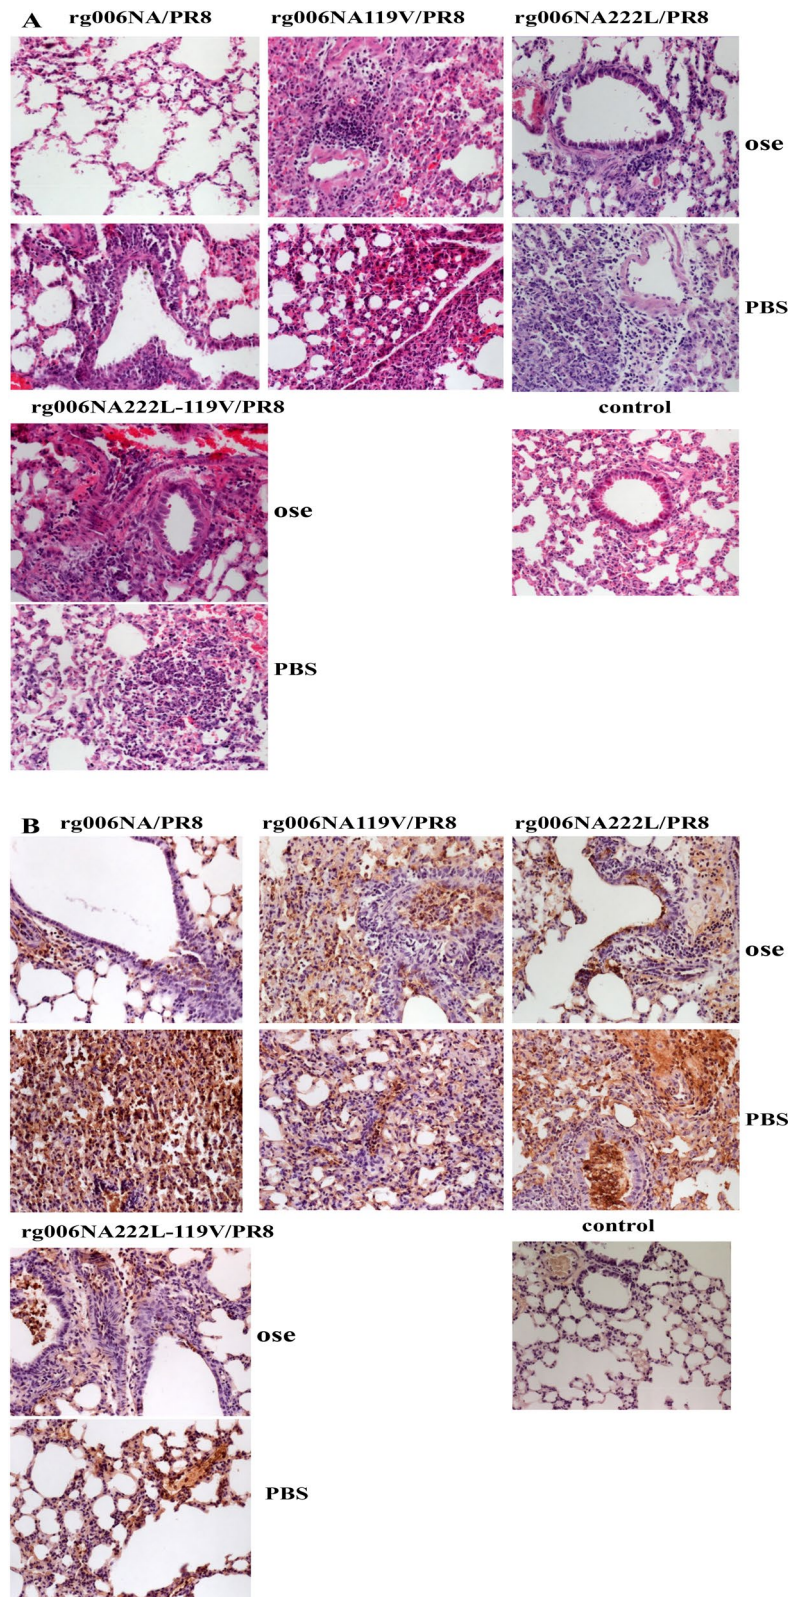 A rg006NA/PR8 rg006NA119V/PR8 rg006NA222L/PR8
ose
PBS
rg006NA222L-119V/PR8 control
ose
PBS
B rg006NA/PR8 rg006NA119V/PR8 rg006NA222L/PR8
ose
PBS
rg006NA222L-119V/PR8 control
ose
PBS